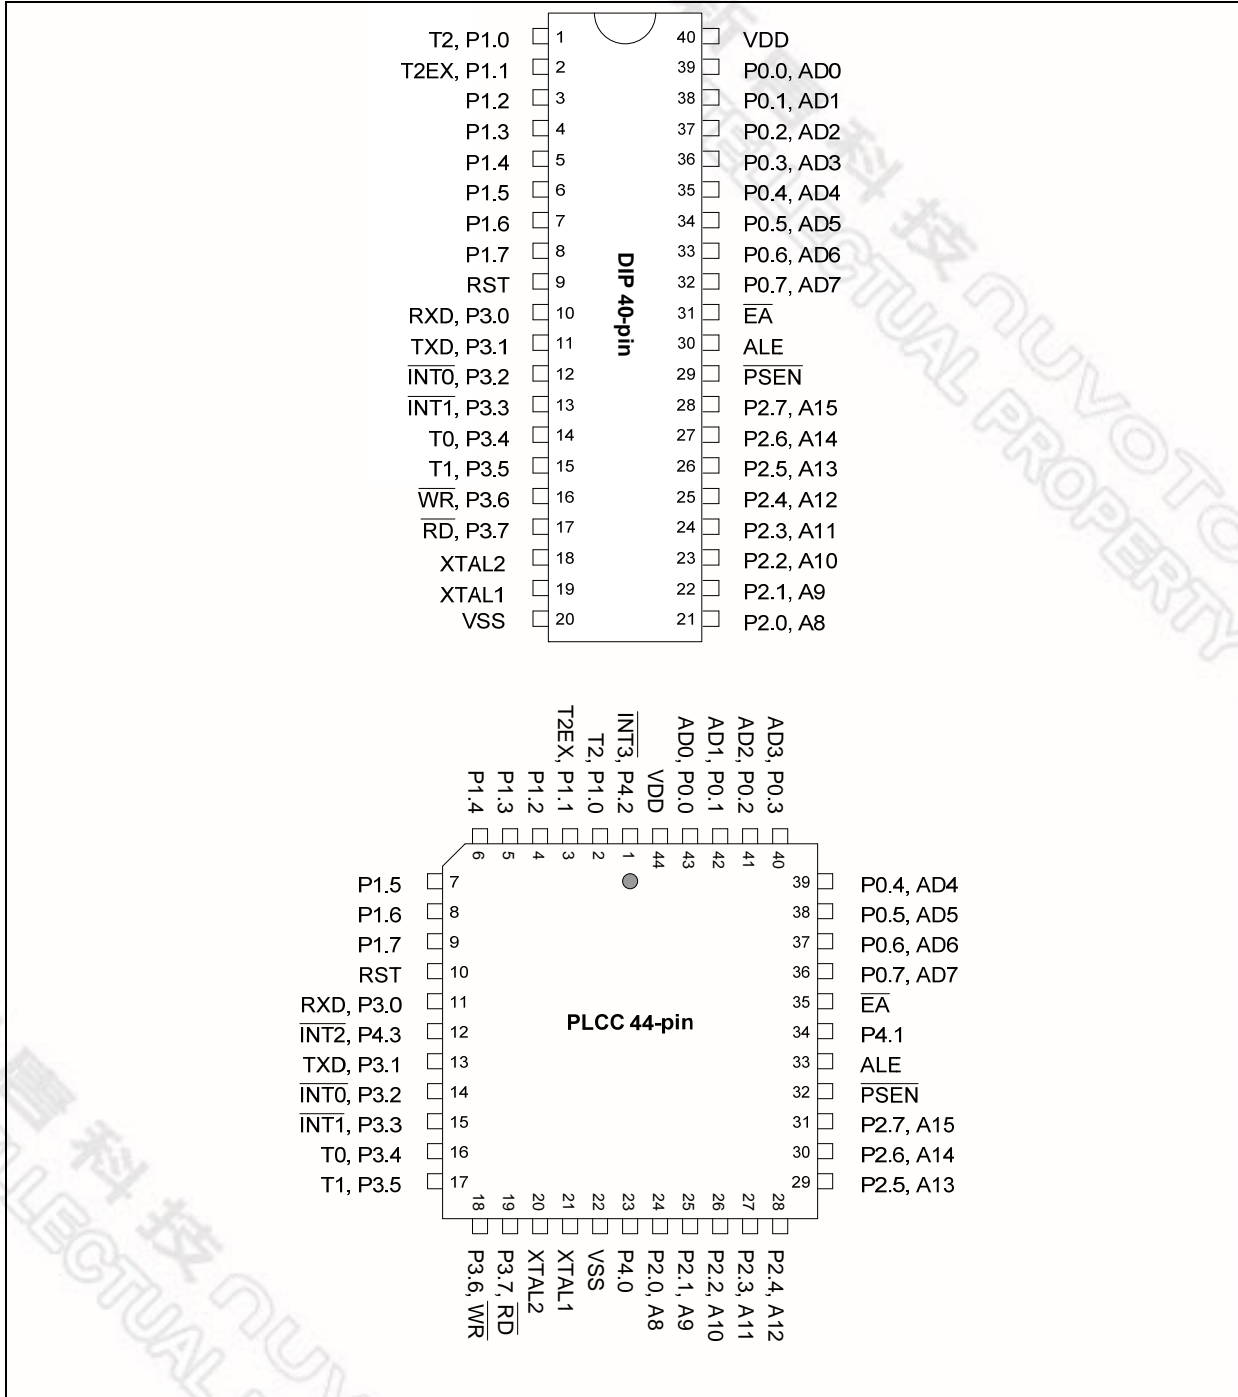 T2, P1.0 1 40 VDD
T2EX, P1.1 2 39 P0.0, AD0
P1.2 3 38 P0.1, AD1
P1.3 4 37 P0.2, AD2
P1.4 5 36 P0.3, AD3
P1.5 6 35 P0.4, AD4
P1.6 7 34 P0.5, AD5
P1.7 8 33 P0.6, AD6
RST 9 32 P0.7, AD7
RXD, P3.0 10 31 EA
TXD, P3.1 11 30 ALE
INT0, P3.2 12 29 PSEN
INT1, P3.3 13 28 P2.7, A15
T0, P3.4 14 27 P2.6, A14
T1, P3.5 15 26 P2.5, A13
WR, P3.6 16 25 P2.4, A12
RD, P3.7 17 24 P2.3, A11
XTAL2 18 23 P2.2, A10
XTAL1 19 22 P2.1, A9
VSS 20 21 P2.0, A8
DIP 40-pin
P1.4
P1.3
P1.2
T2EX, P1.1
T2, P1.0
INT3, P4.2
VDD
AD0, P0.0
AD1, P0.1
AD2, P0.2
AD3, P0.3
6 5 4 3 2 1 44 43 42 41 40
P1.5 7 39 P0.4, AD4
P1.6 8 38 P0.5, AD5
P1.7 9 37 P0.6, AD6
RST 10 36 P0.7, AD7
RXD, P3.0 11 35 EA
INT2, P4.3 12 34 P4.1
TXD, P3.1 13 33 ALE
INT0, P3.2 14 32 PSEN
INT1, P3.3 15 31 P2.7, A15
T0, P3.4 16 30 P2.6, A14
T1, P3.5 17 29 P2.5, A13
PLCC 44-pin
18 19 20 21 22 23 24 25 26 27 28
P3.6, WR
P3.7, RD
XTAL2
XTAL1
VSS
P4.0
P2.0, A8
P2.1, A9
P2.2, A10
P2.3, A11
P2.4, A12
科技 nuvoTo
TELLECTUAL PROPERTY
科技
LLECTUAL